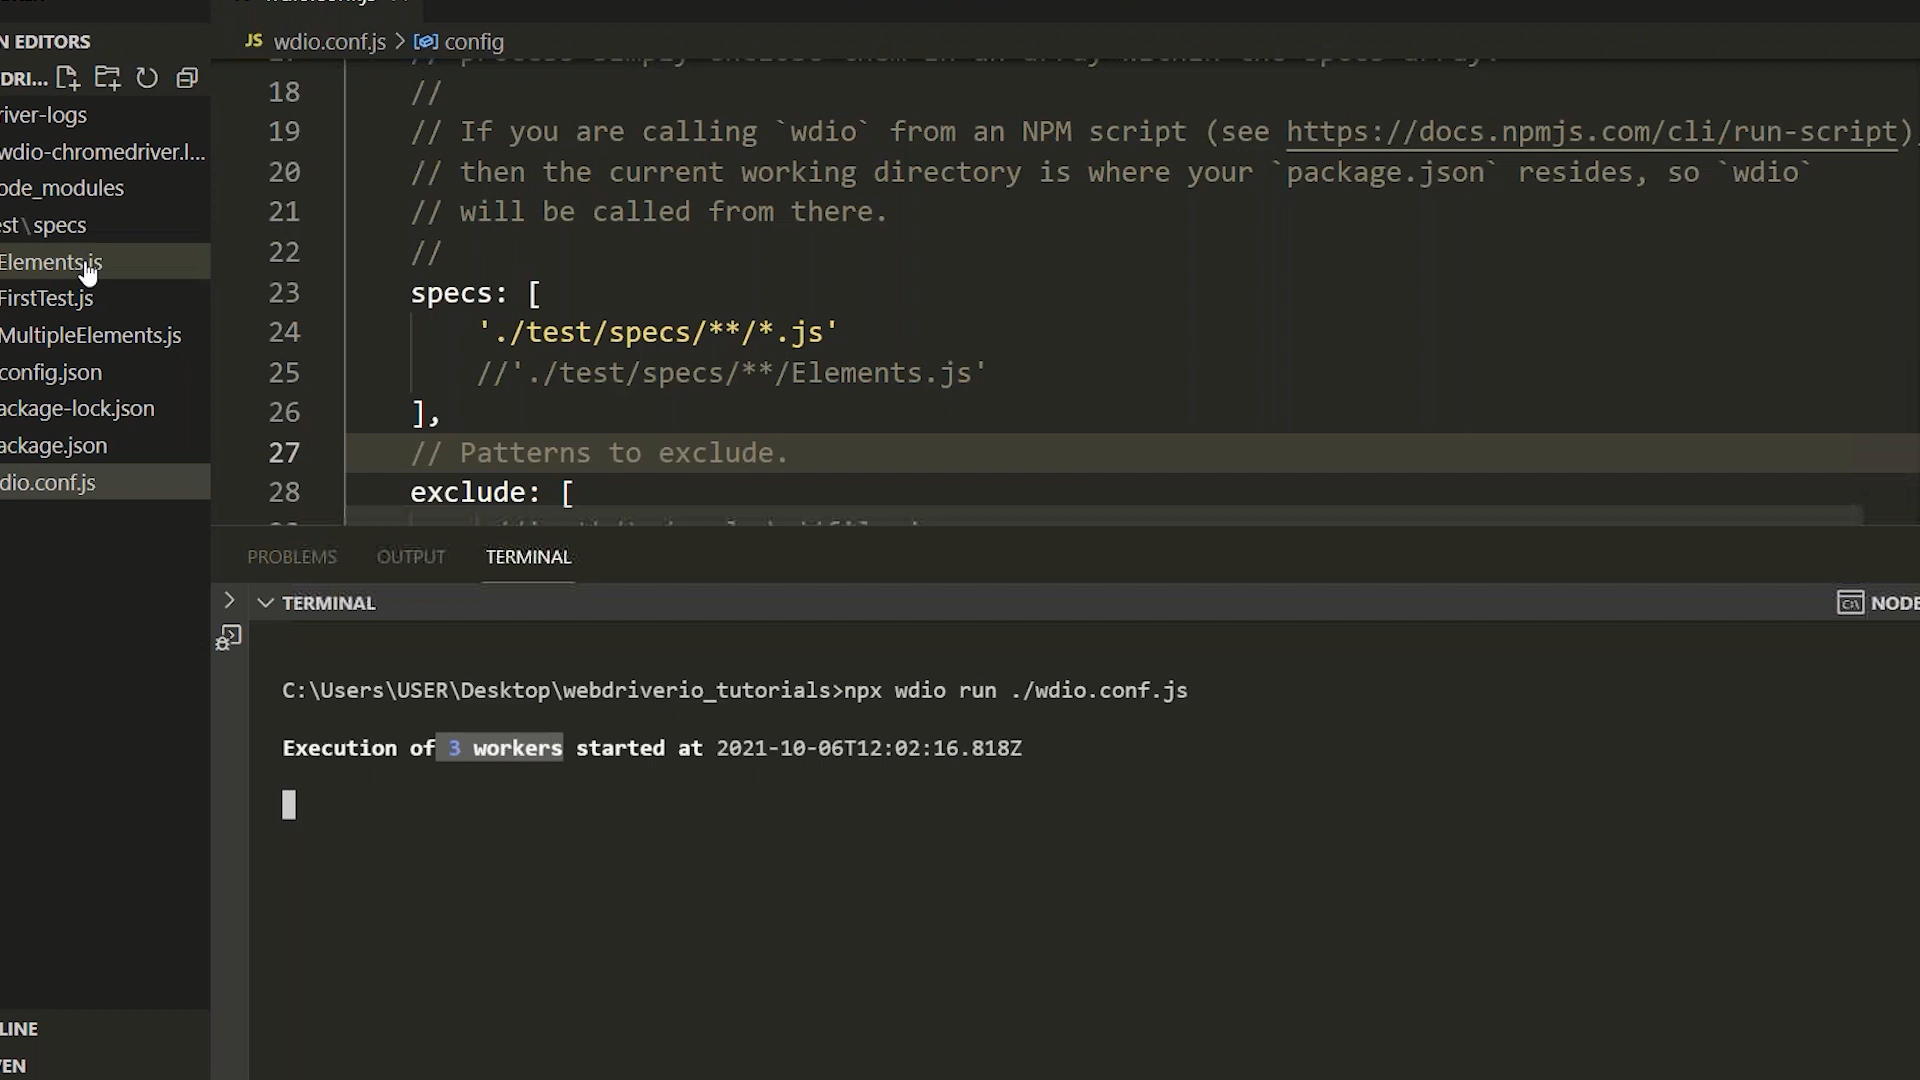 N EDITORS
DRI...
river-logs
wdio-chromedriver.l...
ode_modules
est\specs
Elements.js
FirstTest.js
MultipleElements.js
config.json
ackage-lock.json
ackage.json
dio.conf.js
LINE
EN
JS wdio.conf.js > config
18 //
19 // If you are calling `wdio` from an NPM script (see https://docs.npmjs.com/cli/run-script)
20 // then the current working directory is where your `package.json` resides, so `wdio`
21 // will be called from there.
22 //
23 specs: [
24 './test/specs/**/*.js'
25 //'./test/specs/**/Elements.js'
26 ],
27 // Patterns to exclude.
28 exclude: [
PROBLEMS OUTPUT TERMINAL
TERMINAL
NODE
C:\Users\USER\Desktop\webdriverio_tutorials>npx wdio run ./wdio.conf.js
Execution of 3 workers started at 2021-10-06T12:02:16.818Z